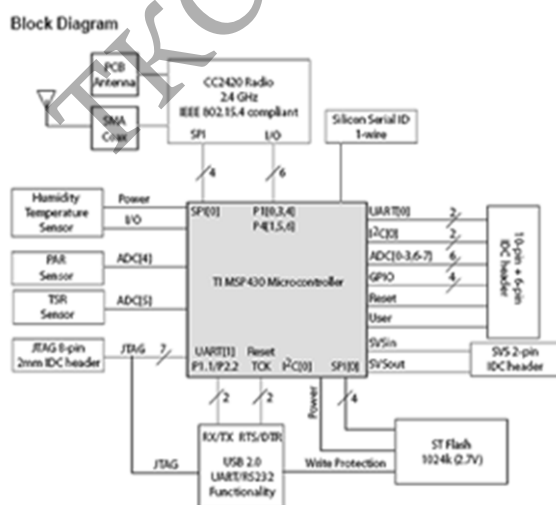 Block Diagram
TKO
PCB
Antenna
SMA
Coax
CC2420 Radio
2.4 GHz
IEEE 802.15.4 compliant
SPI
I/O
4
6
Silicon Serial ID
1-wire
Humidity
Temperature
Sensor
Power
I/O
PAR
Sensor
ADC[4]
TSR
Sensor
ADC[5]
JTAG 8-pin
2mm IDC header
JTAG
7
SPI[0]
P1[0,3,4]
P4[1,5,6]
TI MSP430 Microcontroller
UART[1]
P1.1/P2.2
Reset
TCK
I²C[0]
SPI[0]
UART[0]
2
I²C[0]
2
ADC[0-3,6-7]
6
GPIO
4
Reset
User
10-pin + 6-pin
IDC header
SVSin
SVSout
SVS 2-pin
IDC header
2
2
Power
4
RX/TX
RTS/DTR
USB 2.0
UART/RS232
Functionality
JTAG
Write Protection
ST Flash
1024k (2.7V)